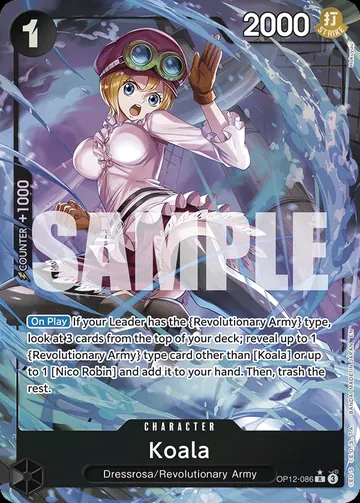 1
2000
打
STRIKE
COUNTER +1000
SAMPLE
On Play If your Leader has the {Revolutionary Army} type,
look at 3 cards from the top of your deck; reveal up to 1
{Revolutionary Army} type card other than [Koala] or up
to 1 [Nico Robin] and add it to your hand. Then, trash the
rest.
CHARACTER
Koala
Dressrosa/Revolutionary Army
OP12-086 R 3